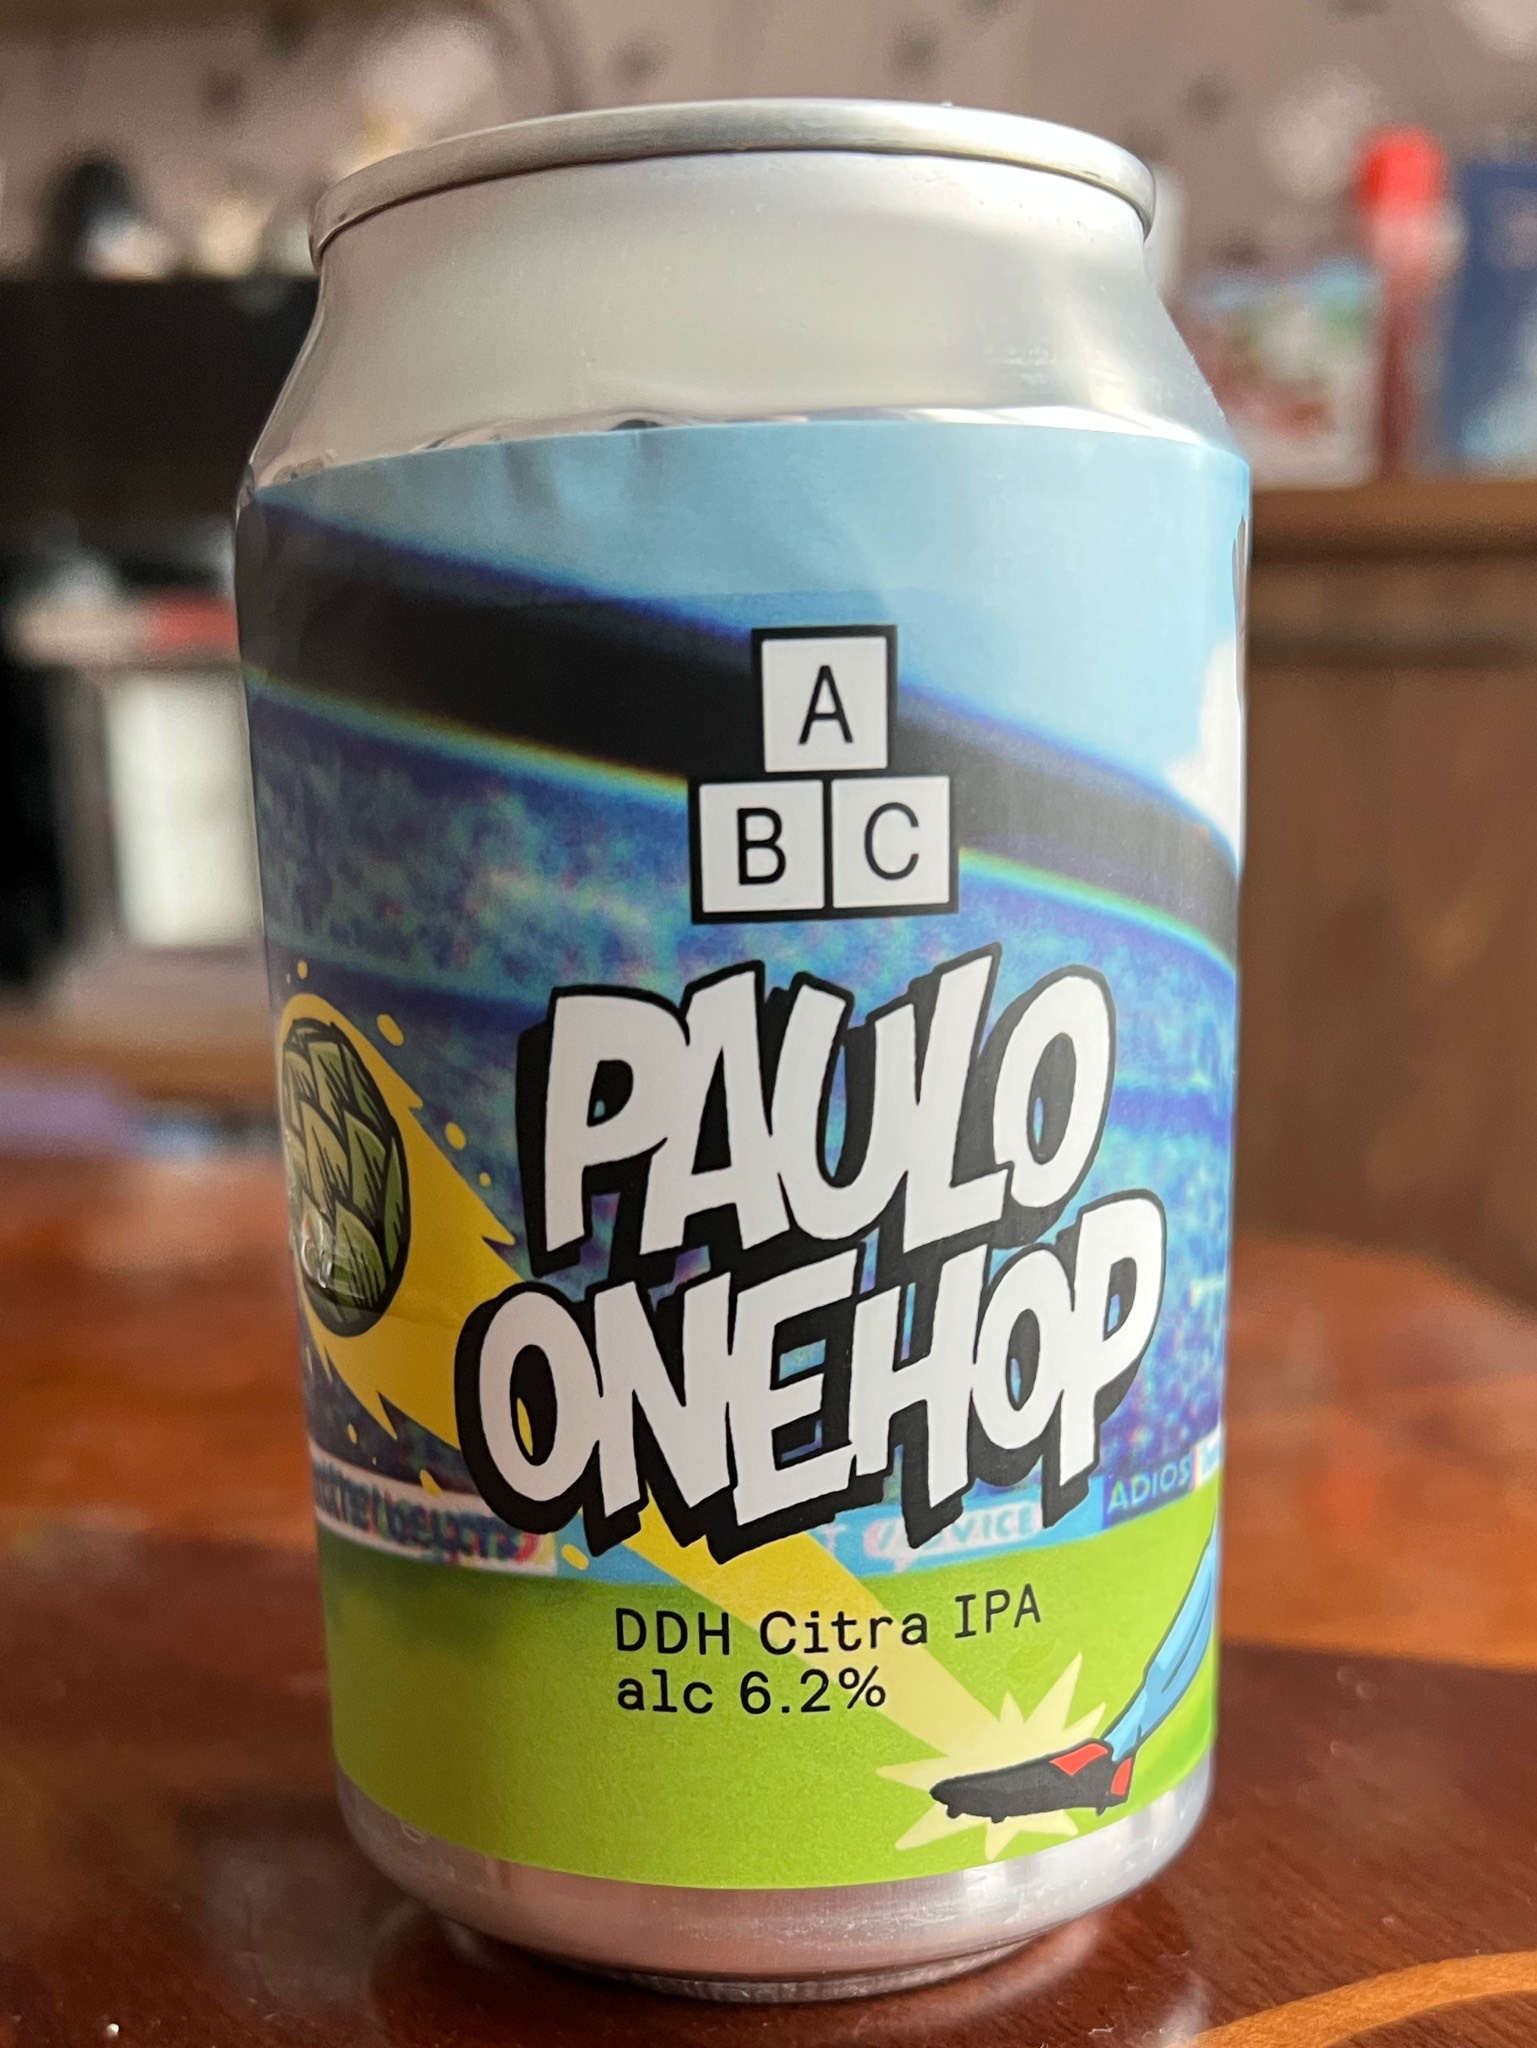 A
B C
PAULO
ONEHOP
ADIOS
DDH Citra IPA
alc 6.2%